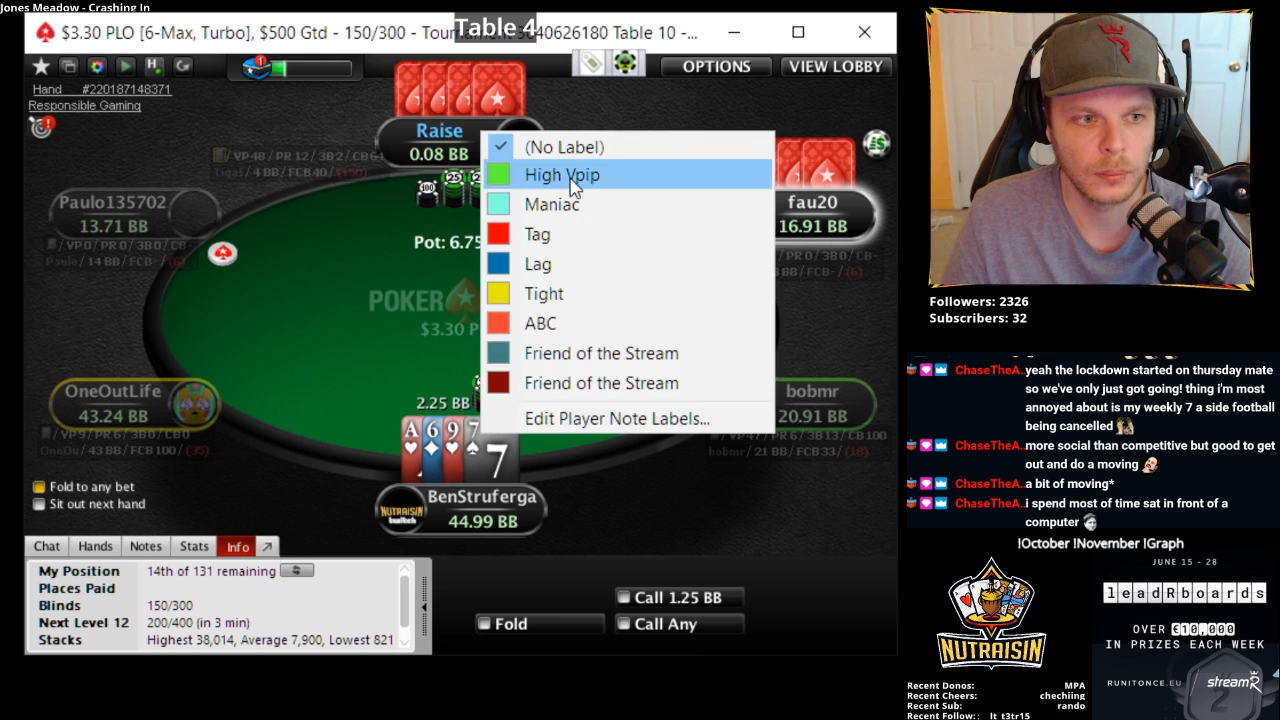 Jones Meadow - Crashing In
Table 4
$3.30 PLO [6-Max, Turbo], $500 Gtd - 150/300 -
Table 10 -...
OPTIONS
VIEW LOBBY
Hand #220187148371
Responsible Gaming
Raise
0.08 BB
(No Label)
High Vpip
Maniac
Tag
Lag
Tight
ABC
Friend of the Stream
Friend of the Stream
Edit Player Note Labels...
Paulo135702
13.71 BB
fau20
16.91 BB
Pot: 6.75
POKER
$3.30 P
OneOutLife
43.24 BB
2.25 BB
bobmr
20.91 BB
A 6 9 7
7
BenStruferga
44.99 BB
NUTRAISIN
twitch
Fold to any bet
Sit out next hand
Chat Hands Notes Stats Info
My Position 14th of 131 remaining
Places Paid
Blinds 150/300
Next Level 12 200/400 (in 3 min)
Stacks Highest 38,014, Average 7,900, Lowest 821
Fold
Call 1.25 BB
Call Any
Followers: 2326
Subscribers: 32
ChaseTheA.. yeah the lockdown started on thursday mate
so we've only just got going! thing i'm most
annoyed about is my weekly 7 a side football
being cancelled
ChaseTheA.. more social than competitive but good to get
out and do a moving
ChaseTheA.. a bit of moving*
ChaseTheA.. i spend most of time sat in front of a
computer
!October !November !Graph
NUTRAISIN
JUNE 15 - 28
leadRboards
OVER €10,000
IN PRIZES EACH WEEK
RUNITONCE.EU
streamR
2
Recent Donos: MPA
Recent Cheers: chechiing
Recent Sub: rando
Recent Follow: : lt_t3tr15